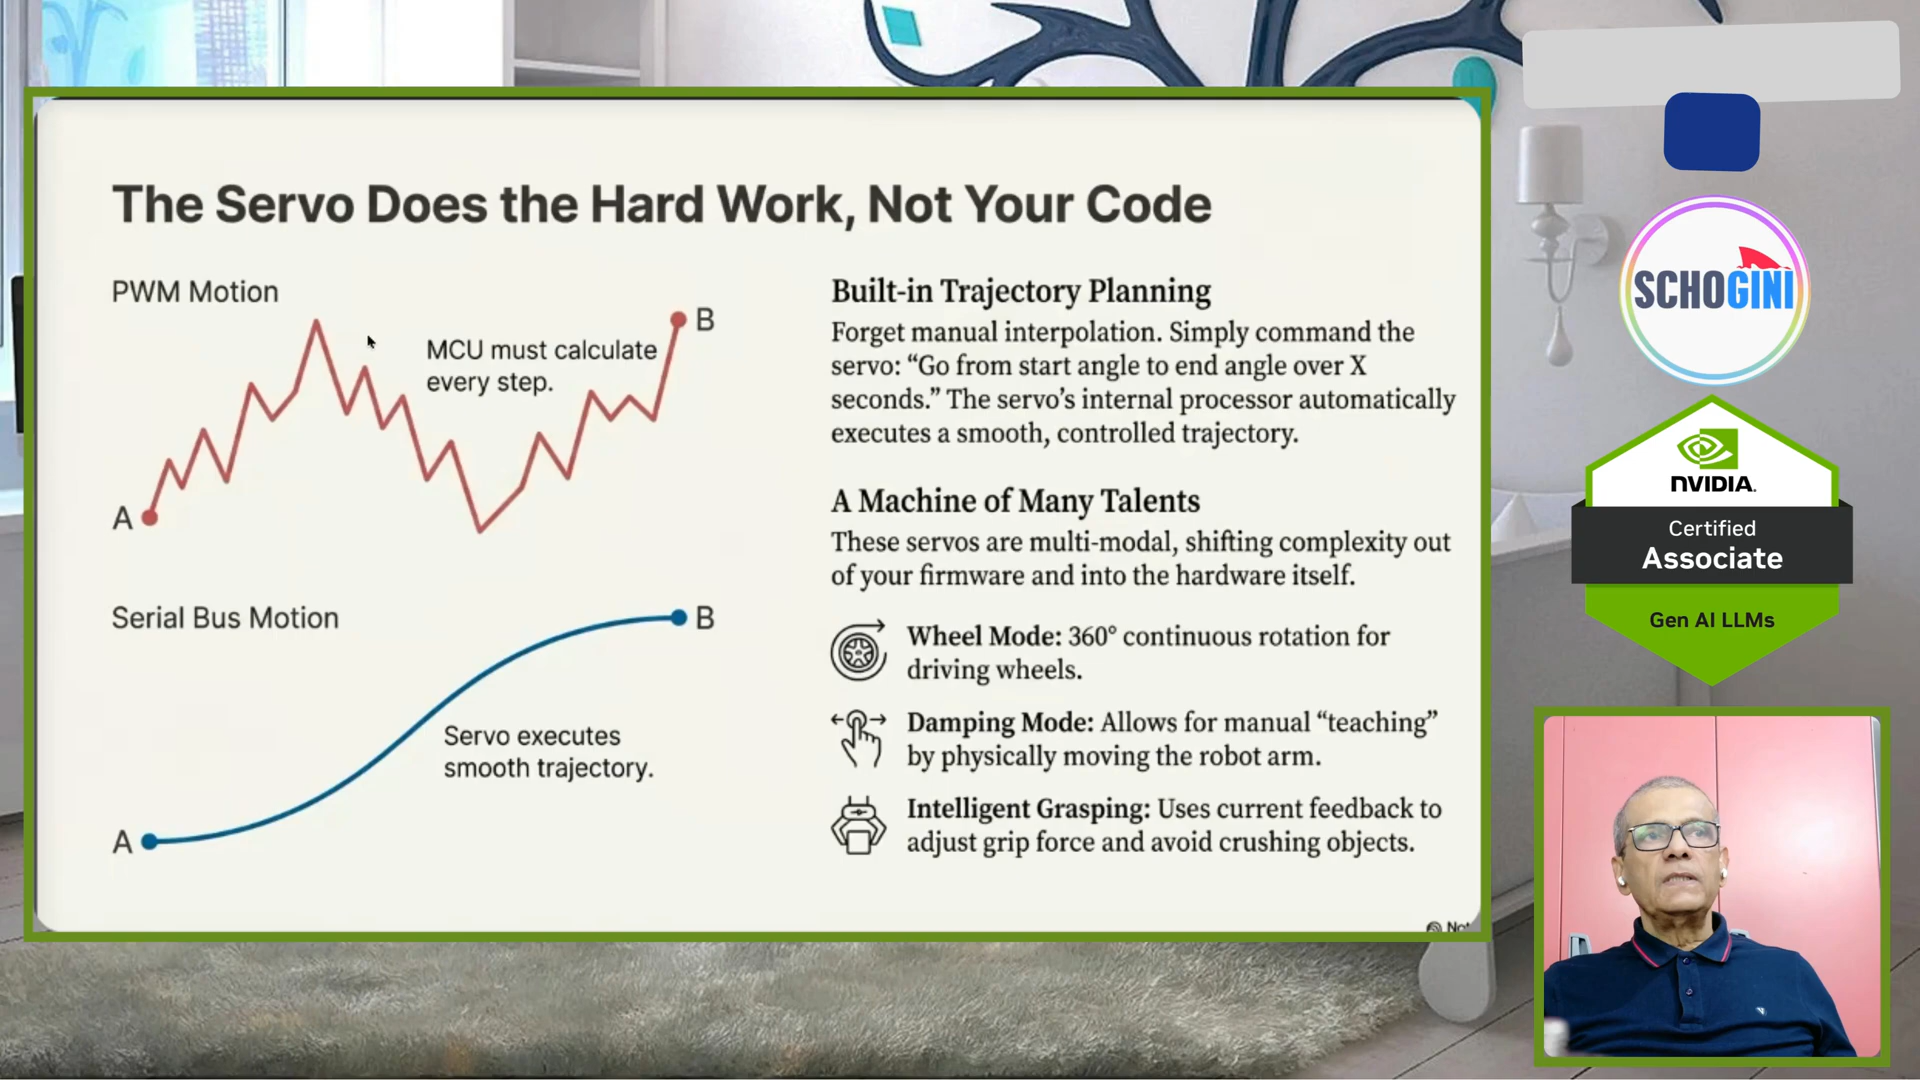 The Servo Does the Hard Work, Not Your Code
PWM Motion
MCU must calculate
every step.
A
B
Serial Bus Motion
Servo executes
smooth trajectory.
A
B
Built-in Trajectory Planning
Forget manual interpolation. Simply command the
servo: “Go from start angle to end angle over X
seconds.” The servo’s internal processor automatically
executes a smooth, controlled trajectory.
A Machine of Many Talents
These servos are multi-modal, shifting complexity out
of your firmware and into the hardware itself.
Wheel Mode: 360° continuous rotation for
driving wheels.
Damping Mode: Allows for manual “teaching”
by physically moving the robot arm.
Intelligent Grasping: Uses current feedback to
adjust grip force and avoid crushing objects.
SCHOGINI
NVIDIA.
Certified
Associate
Gen AI LLMs